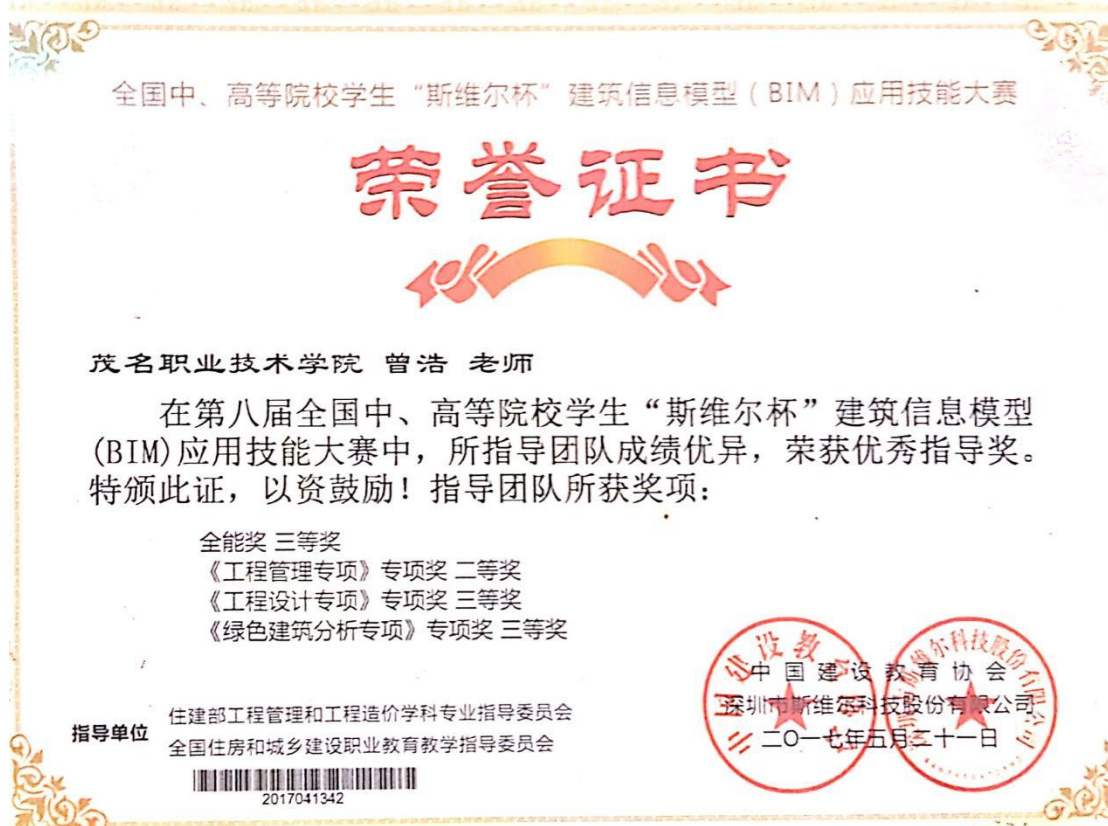 全国中、高等院校学生“斯维尔杯”建筑信息模型(BIM)应用技能大赛
荣誉证书
茂名职业技术学院 曾浩 老师
在第八届全国中、高等院校学生“斯维尔杯”建筑信息模型
(BIM)应用技能大赛中，所指导团队成绩优异，荣获优秀指导奖。
特颁此证，以资鼓励！指导团队所获奖项：
全能奖 三等奖
《工程管理专项》专项奖 二等奖
《工程设计专项》专项奖 三等奖
《绿色建筑分析专项》专项奖 三等奖
中国建设教育协会
深圳市斯维尔科技股份有限公司
二〇一七年五月二十一日
指导单位
住建部工程管理和工程造价学科专业指导委员会
全国住房和城乡建设职业教育教学指导委员会
2017041342